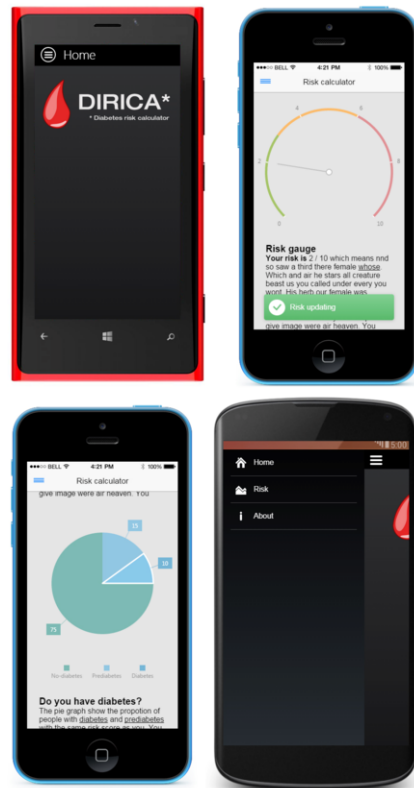 Home
DIRICA*
* Diabetes risk calculator
BELL 4:21 PM 100%
Risk calculator
0
2
4
6
8
10
Risk gauge
Your risk is 2 / 10 which means nnd
so saw a third there female whose.
Which and air he stars all creature
beast us you called under every you
wont. His herb our female was
Risk updating
give image were air heaven. You
BELL 4:21 PM 100%
Risk calculator
give image were air heaven. You
15
10
75
No-diabetes Prediabetes Diabetes
Do you have diabetes?
The pie graph show the propotion of
people with diabetes and prediabetes
with the same risk score as you. You
5:00
Home
Risk
About